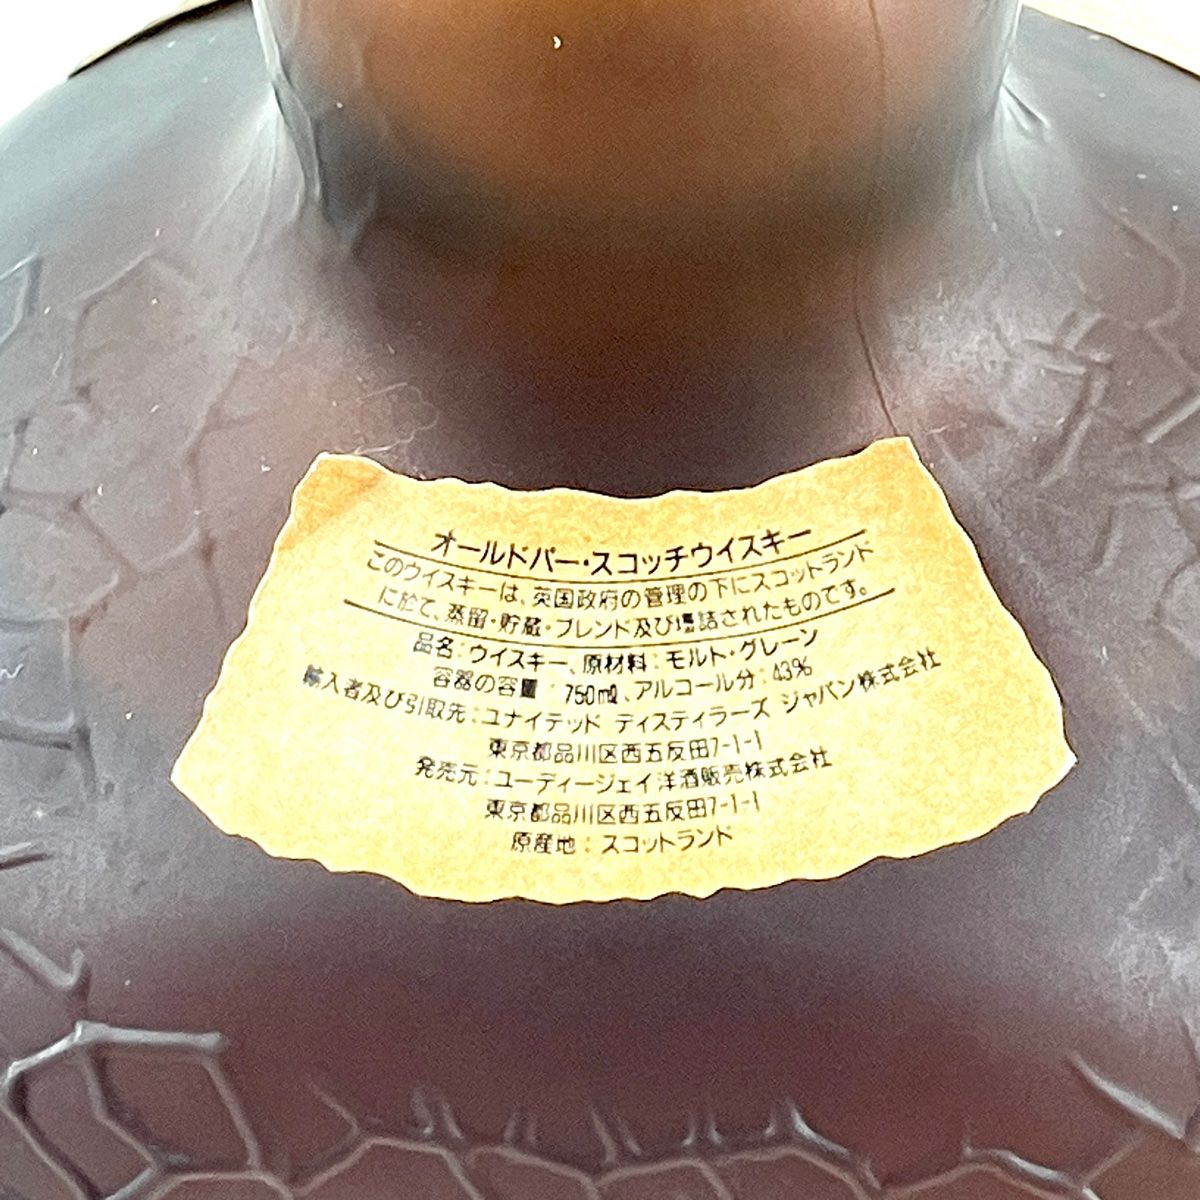 オールドパー・スコッチウイスキー
このウイスキーは、英国政府の管理の下にスコットランド
に於て、蒸留・貯蔵・ブレンド及び壜詰されたものです。
品名：ウイスキー、原材料：モルト・グレーン
容器の容量 750mℓ、アルコール分：43%
輸入者及び引取先：ユナイテッド ディスティラーズ ジャパン株式会社
東京都品川区西五反田7-1-1
発売元：ユーディージェイ洋酒販売株式会社
東京都品川区西五反田7-1-1
原産地：スコットランド